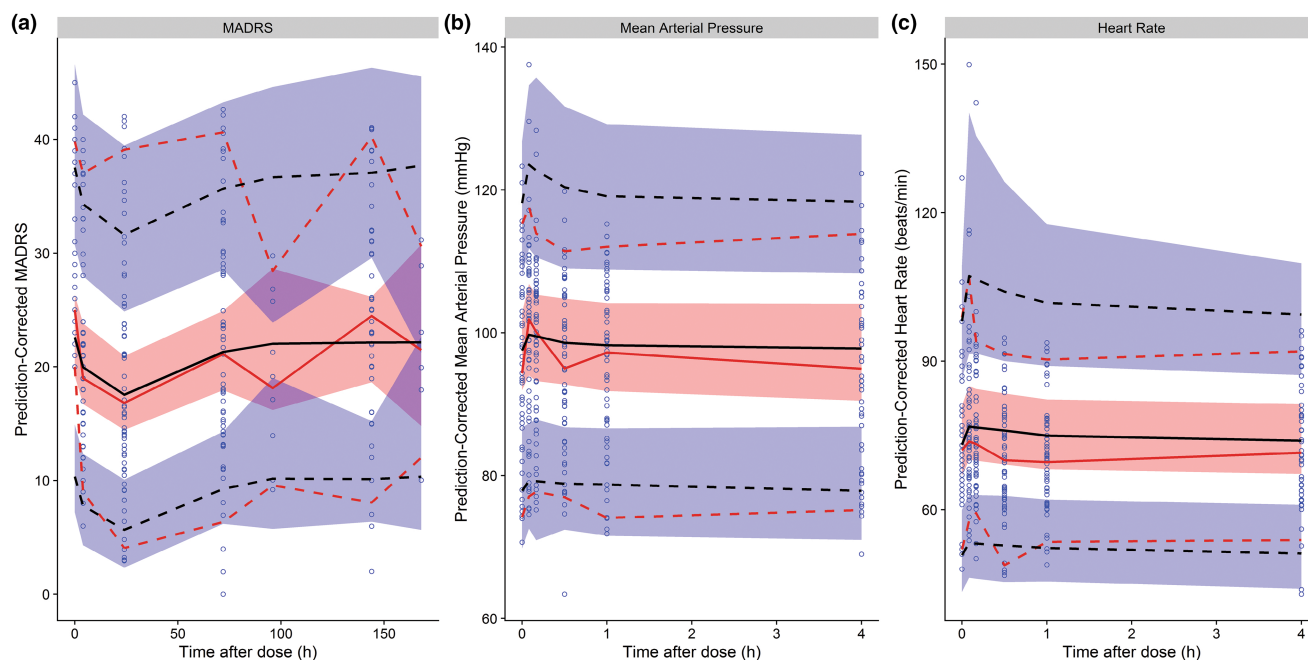 (a)
MADRS
Prediction-Corrected MADRS
40
30
20
10
0
0 50 100 150
Time after dose (h)
(b)
Mean Arterial Pressure
Prediction-Corrected Mean Arterial Pressure (mmHg)
140
120
100
80
60
0 1 2 3 4
Time after dose (h)
(c)
Heart Rate
Prediction-Corrected Heart Rate (beats/min)
150
120
90
60
0 1 2 3 4
Time after dose (h)